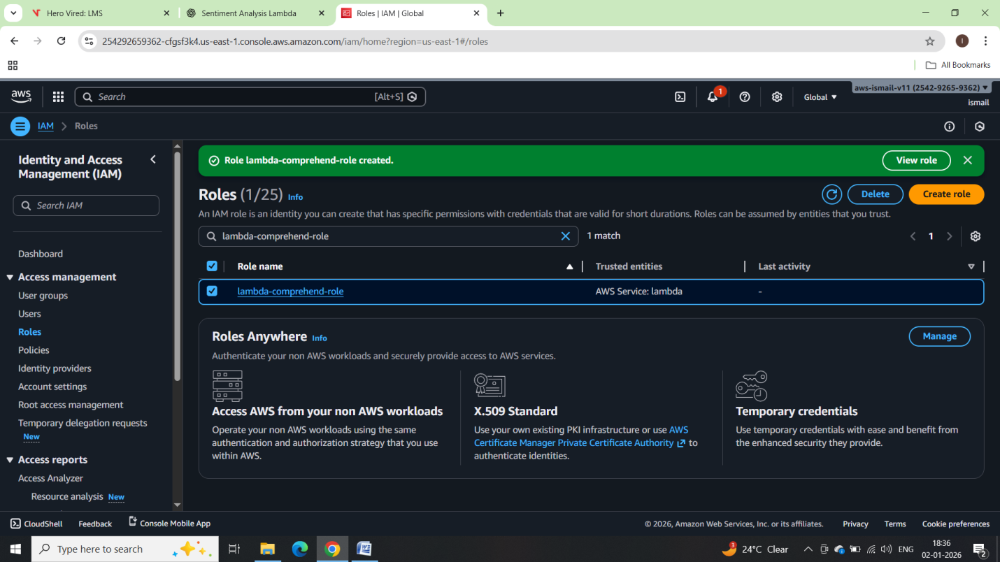 Hero Vired: LMS
Sentiment Analysis Lambda
Roles | IAM | Global
254292659362-cfgsf3k4.us-east-1.console.aws.amazon.com/iam/home?region=us-east-1#/roles
I
All Bookmarks
aws
Search
[Alt+S]
1
Global
aws-ismail-v11 (2542-9265-9362)
ismail
IAM
Roles
Identity and Access
Management (IAM)
Search IAM
Dashboard
Access management
User groups
Users
Roles
Policies
Identity providers
Account settings
Root access management
Temporary delegation requests
New
Access reports
Access Analyzer
Resource analysis New
Role lambda-comprehend-role created.
View role
Roles (1/25) Info
Delete
Create role
An IAM role is an identity you can create that has specific permissions with credentials that are valid for short durations. Roles can be assumed by entities that you trust.
lambda-comprehend-role
1 match
1
Role name
Trusted entities
Last activity
lambda-comprehend-role
AWS Service: lambda
-
Roles Anywhere Info
Manage
Authenticate your non AWS workloads and securely provide access to AWS services.
Access AWS from your non AWS workloads
Operate your non AWS workloads using the same
authentication and authorization strategy that you use
within AWS.
X.509 Standard
Use your own existing PKI infrastructure or use AWS
Certificate Manager Private Certificate Authority to
authenticate identities.
Temporary credentials
Use temporary credentials with ease and benefit from
the enhanced security they provide.
CloudShell
Feedback
Console Mobile App
© 2026, Amazon Web Services, Inc. or its affiliates.
Privacy
Terms
Cookie preferences
Type here to search
3
24°C Clear
ENG
18:36
02-01-2026
2